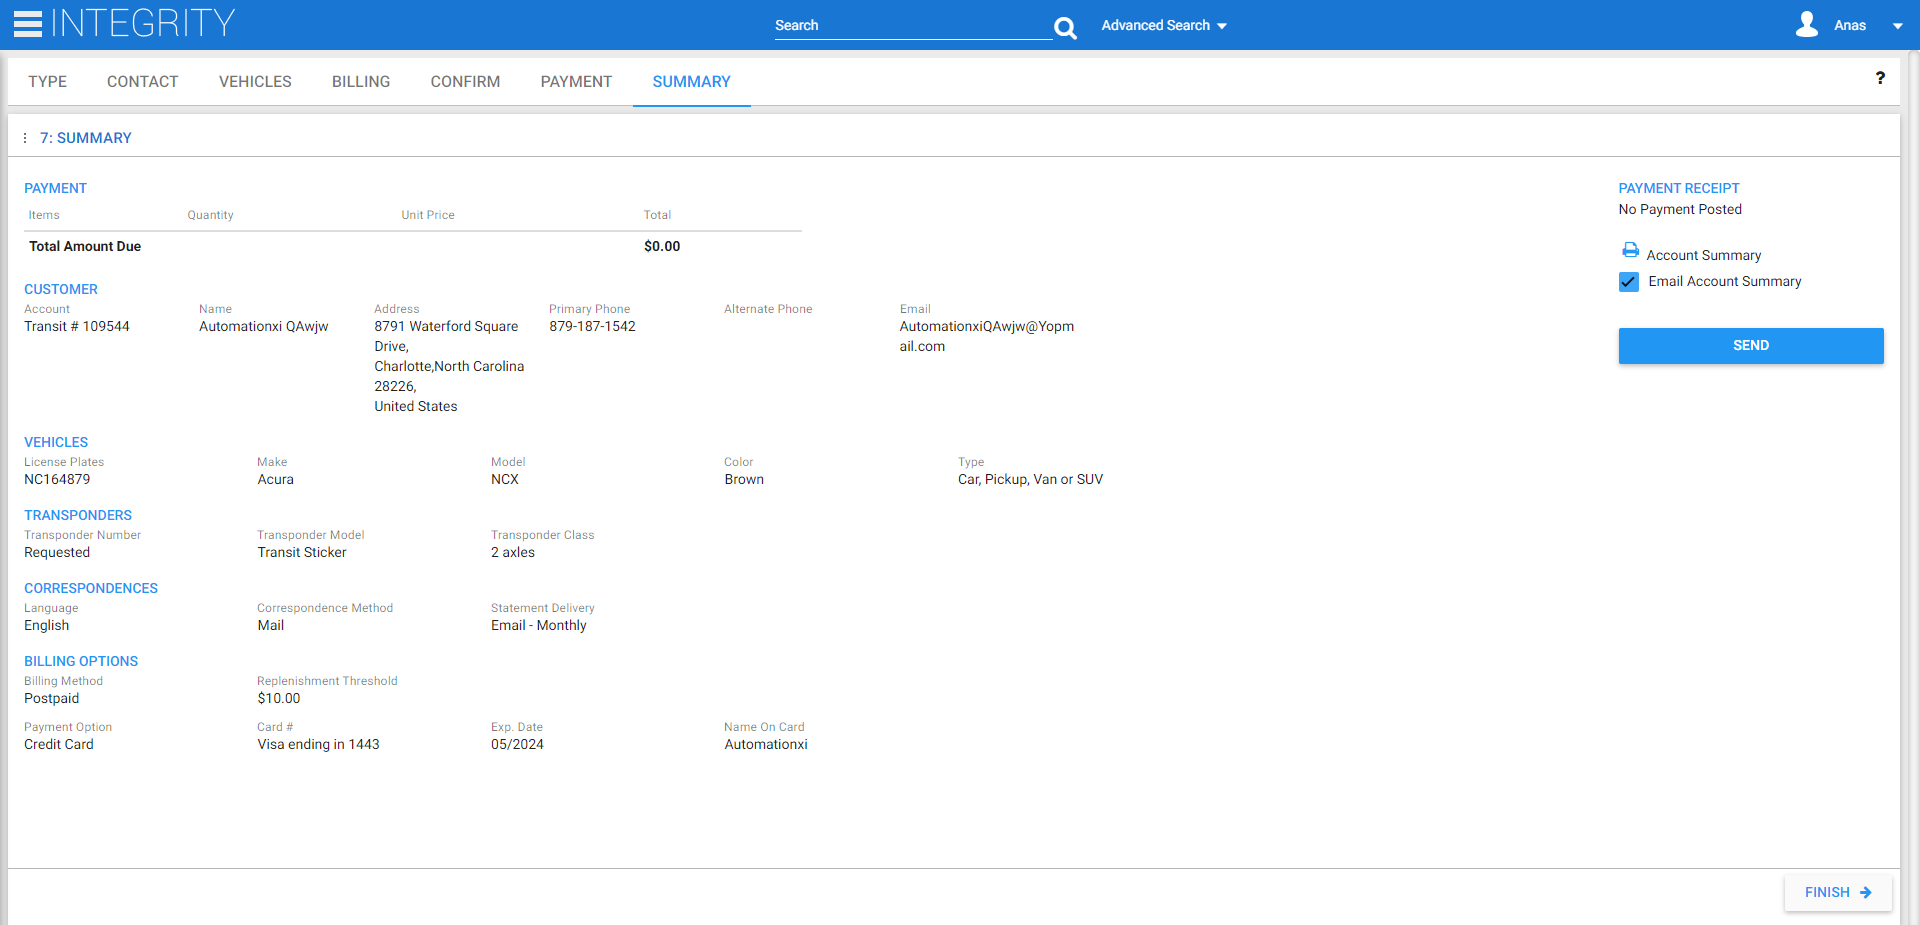 INTEGRITY
Search
Advanced Search
Anas
TYPE CONTACT VEHICLES BILLING CONFIRM PAYMENT SUMMARY
?
7: SUMMARY
PAYMENT
Items Quantity Unit Price Total
Total Amount Due $0.00
CUSTOMER
Account Name Address Primary Phone Alternate Phone Email
Transit # 109544 Automationxi QAwjw 8791 Waterford Square 879-187-1542 AutomationxiQAwjw@Yopm
Drive, ail.com
Charlotte,North Carolina
28226,
United States
VEHICLES
License Plates Make Model Color Type
NC164879 Acura NCX Brown Car, Pickup, Van or SUV
TRANSPONDERS
Transponder Number Transponder Model Transponder Class
Requested Transit Sticker 2 axles
CORRESPONDENCES
Language Correspondence Method Statement Delivery
English Mail Email - Monthly
BILLING OPTIONS
Billing Method Replenishment Threshold
Postpaid $10.00
Payment Option Card # Exp. Date Name On Card
Credit Card Visa ending in 1443 05/2024 Automationxi
PAYMENT RECEIPT
No Payment Posted
Account Summary
Email Account Summary
SEND
FINISH